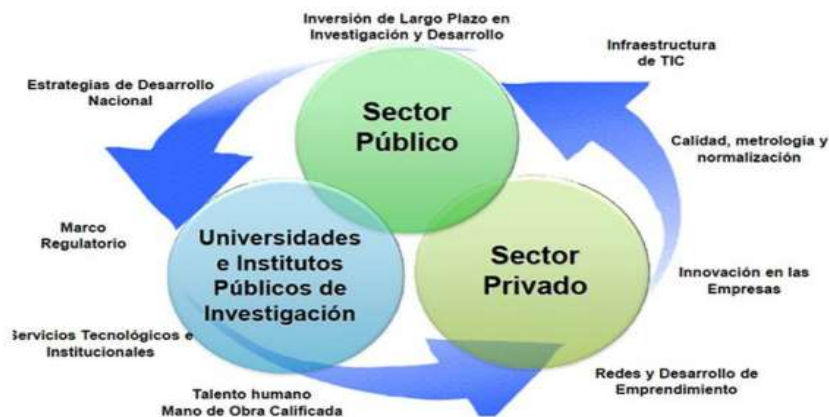 Inversión de Largo Plazo en
Investigación y Desarrollo
Infraestructura
de TIC
Estrategias de Desarrollo
Nacional
Sector
Público
Calidad, metrología y
normalización
Marco
Regulatorio
Universidades
e Institutos
Públicos de
Investigación
Sector
Privado
Innovación en las
Empresas
Servicios Tecnológicos e
Institucionales
Talento humano
Mano de Obra Calificada
Redes y Desarrollo de
Emprendimiento